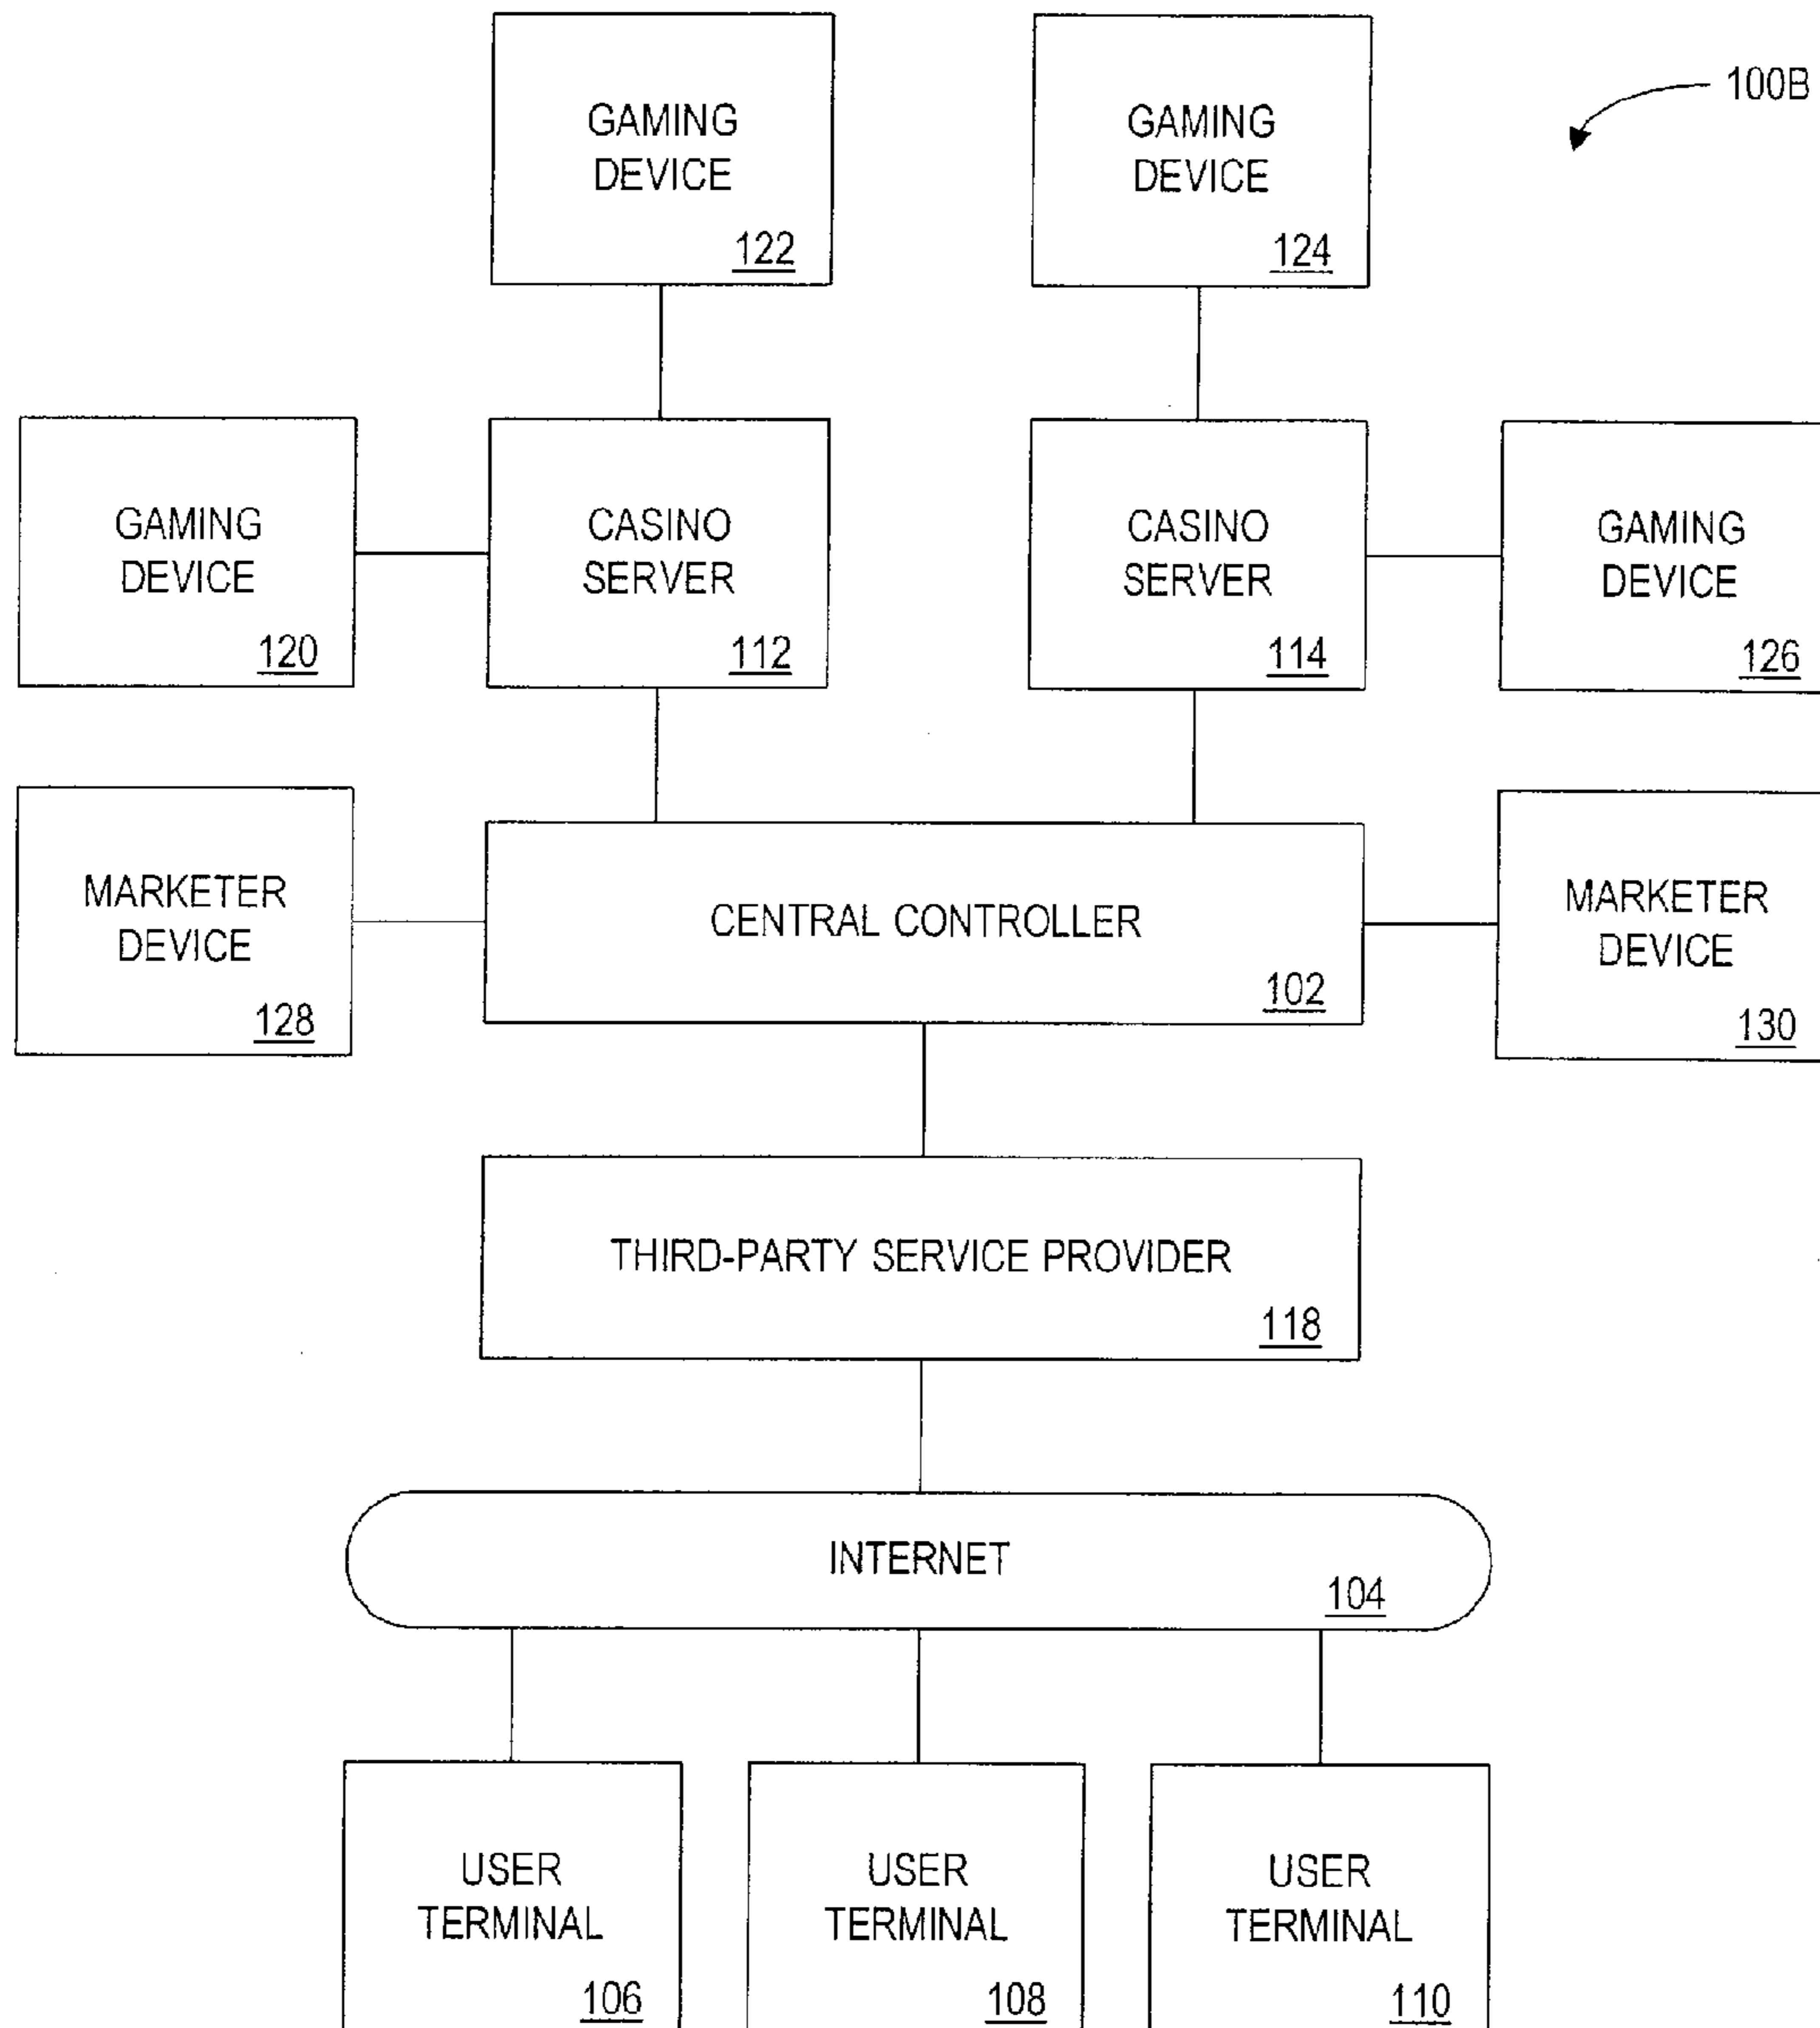 100B
GAMING
DEVICE
122
GAMING
DEVICE
124
GAMING
DEVICE
120
CASINO
SERVER
112
CASINO
SERVER
114
GAMING
DEVICE
126
MARKETER
DEVICE
128
CENTRAL CONTROLLER
102
MARKETER
DEVICE
130
THIRD-PARTY SERVICE PROVIDER
118
INTERNET
104
USER
TERMINAL
106
USER
TERMINAL
108
USER
TERMINAL
110